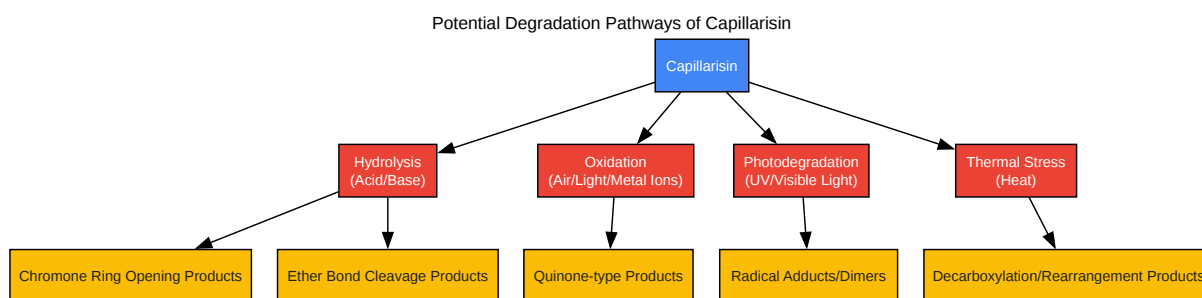 Potential Degradation Pathways of Capillarisin
Capillarisin
Hydrolysis
(Acid/Base)
Oxidation
(Air/Light/Metal Ions)
Photodegradation
(UV/Visible Light)
Thermal Stress
(Heat)
Chromone Ring Opening Products
Ether Bond Cleavage Products
Quinone-type Products
Radical Adducts/Dimers
Decarboxylation/Rearrangement Products